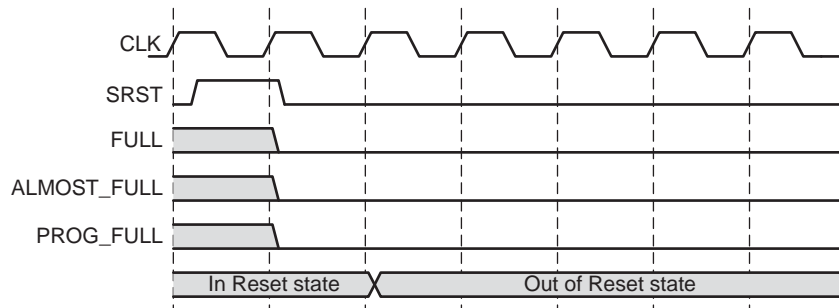 CLK
SRST
FULL
ALMOST_FULL
PROG_FULL
In Reset state Out of Reset state